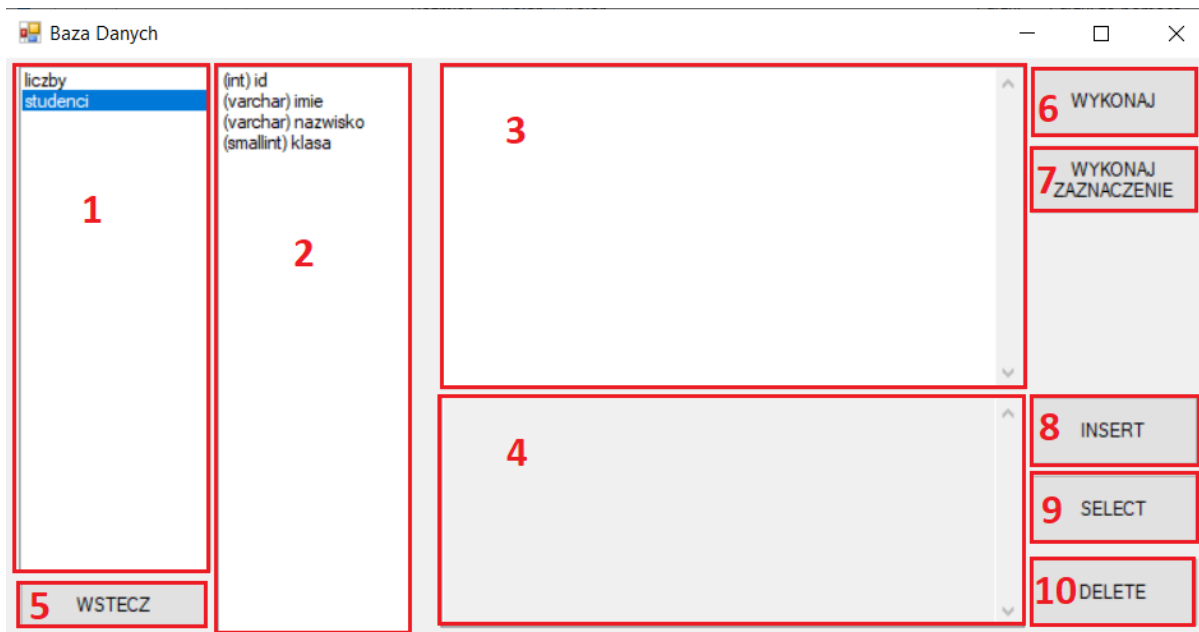 Baza Danych
liczby
studenci
1
(int) id
(varchar) imie
(varchar) nazwisko
(smallint) klasa
2
3
4
5 WSTECZ
6 WYKONAJ
7 WYKONAJ
ZAZNACZENIE
8 INSERT
9 SELECT
10 DELETE